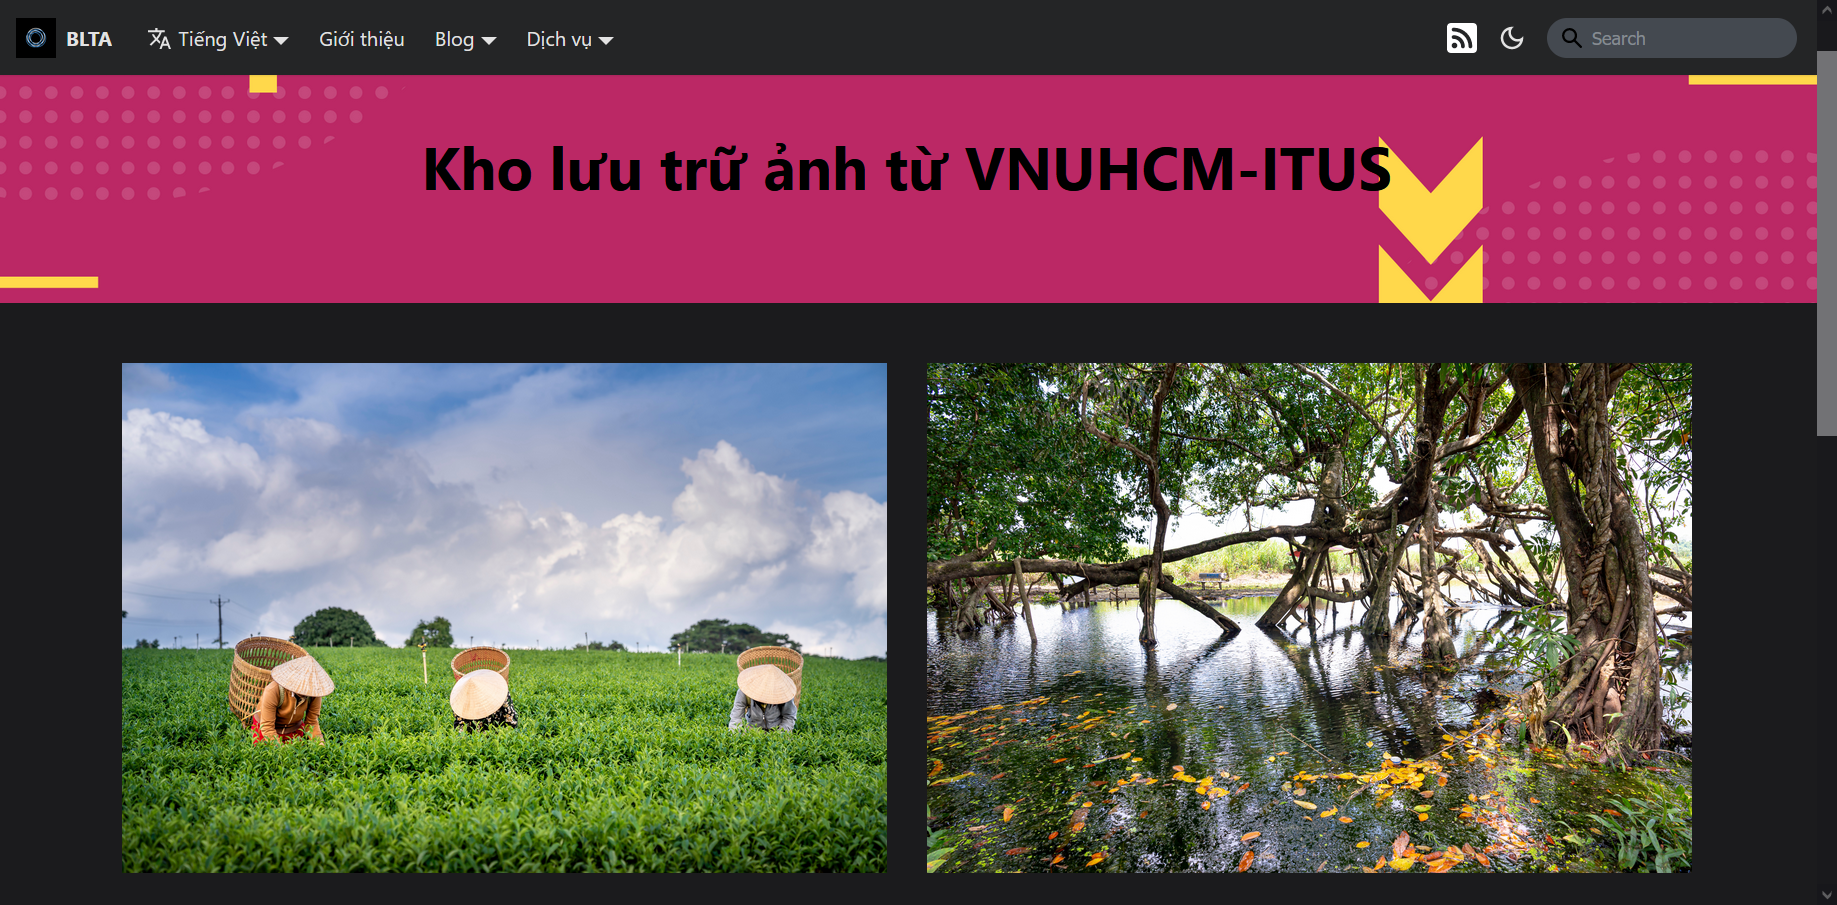 BLTA
Tiếng Việt
Giới thiệu
Blog
Dịch vụ
Search
Kho lưu trữ ảnh từ VNUHCM-ITUS